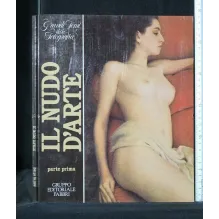 Grandi Temi
della
Fotografia
IL NUDO
D'ARTE
parte prima
GRUPPO
EDITORIALE
FABBRI